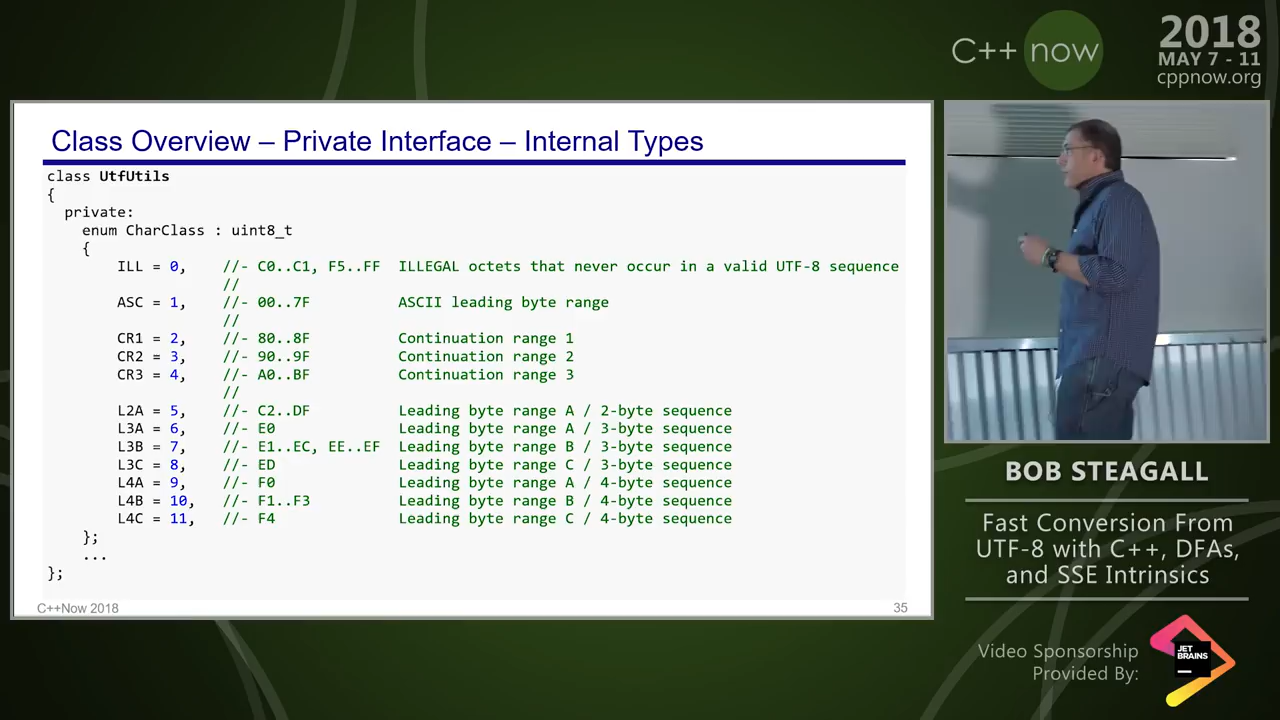 C++ now
2018
MAY 7 - 11
cppnow.org
Class Overview – Private Interface – Internal Types
class UtfUtils
{
private:
enum CharClass : uint8_t
{
ILL = 0, //- C0..C1, F5..FF ILLEGAL octets that never occur in a valid UTF-8 sequence
//
ASC = 1, //- 00..7F ASCII leading byte range
//
CR1 = 2, //- 80..8F Continuation range 1
CR2 = 3, //- 90..9F Continuation range 2
CR3 = 4, //- A0..BF Continuation range 3
//
L2A = 5, //- C2..DF Leading byte range A / 2-byte sequence
L3A = 6, //- E0 Leading byte range A / 3-byte sequence
L3B = 7, //- E1..EC, EE..EF Leading byte range B / 3-byte sequence
L3C = 8, //- ED Leading byte range C / 3-byte sequence
L4A = 9, //- F0 Leading byte range A / 4-byte sequence
L4B = 10, //- F1..F3 Leading byte range B / 4-byte sequence
L4C = 11, //- F4 Leading byte range C / 4-byte sequence
};
...
};
C++Now 2018
35
BOB STEAGALL
Fast Conversion From
UTF-8 with C++, DFAs,
and SSE Intrinsics
Video Sponsorship
Provided By:
JET
BRAINS